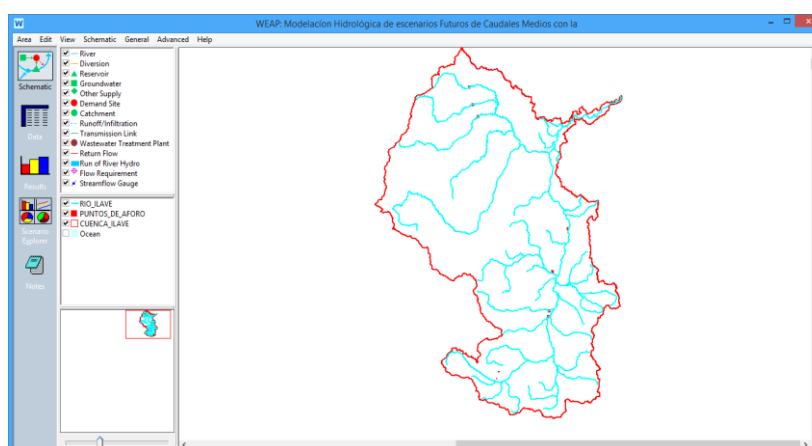 W WEAP: Modelacion Hidrológica de escenarios Futuros de Caudales Medios con la
Area Edit View Schematic General Advanced Help
Schematic
Data
Results
Scenario
Explorer
Notes
River
Diversion
Reservoir
Groundwater
Other Supply
Demand Site
Catchment
Runoff/Infiltration
Transmission Link
Wastewater Treatment Plant
Return Flow
Run of River Hydro
Flow Requirement
Streamflow Gauge
RIO_ILAVE
PUNTOS_DE_AFORO
CUENCA_ILAVE
Ocean